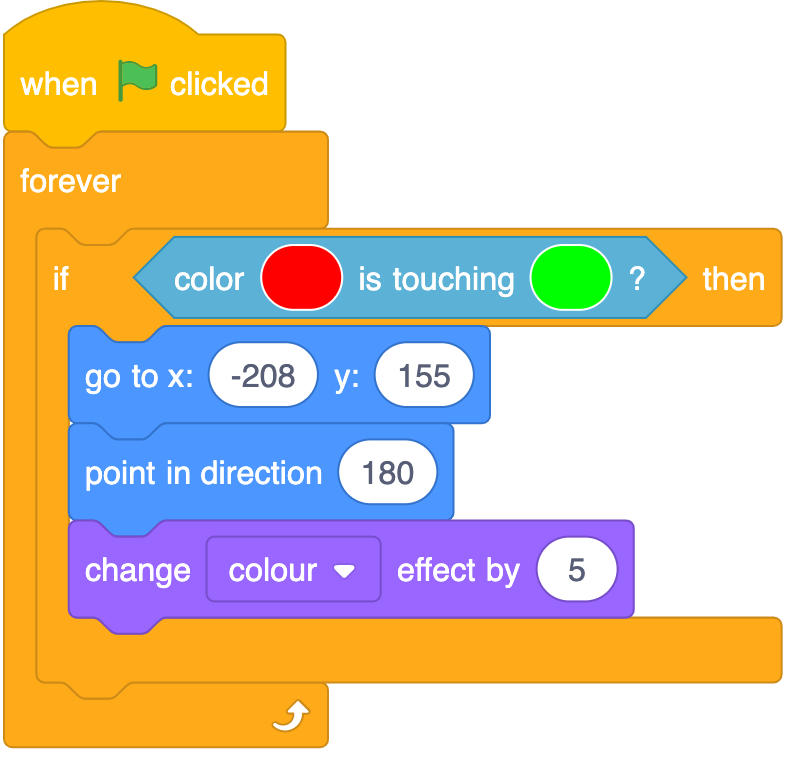 when clicked
forever
if color is touching ? then
go to x: -208 y: 155
point in direction 180
change colour effect by 5